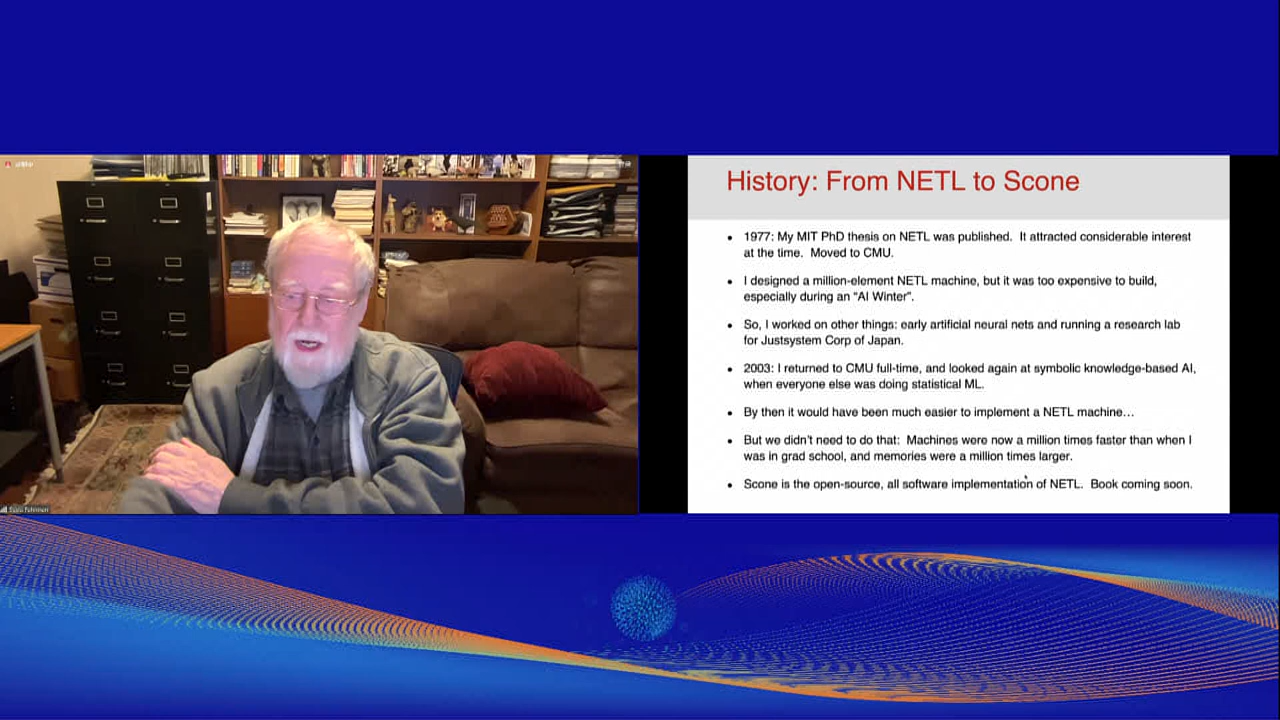 History: From NETL to Scone
• 1977: My MIT PhD thesis on NETL was published. It attracted considerable interest
at the time. Moved to CMU.
• I designed a million-element NETL machine, but it was too expensive to build,
especially during an “AI Winter”.
• So, I worked on other things: early artificial neural nets and running a research lab
for Justsystem Corp of Japan.
• 2003: I returned to CMU full-time, and looked again at symbolic knowledge-based AI,
when everyone else was doing statistical ML.
• By then it would have been much easier to implement a NETL machine…
• But we didn’t need to do that: Machines were now a million times faster than when I
was in grad school, and memories were a million times larger.
• Scone is the open-source, all software implementation of NETL. Book coming soon.